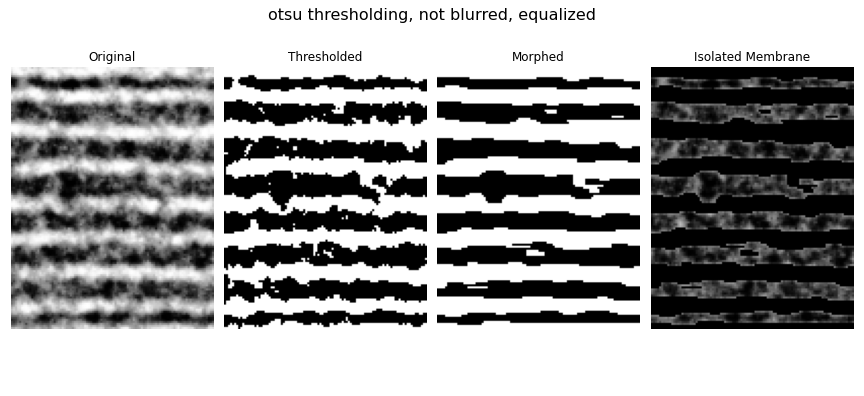 otsu thresholding, not blurred, equalized
Original
Thresholded
Morphed
Isolated Membrane